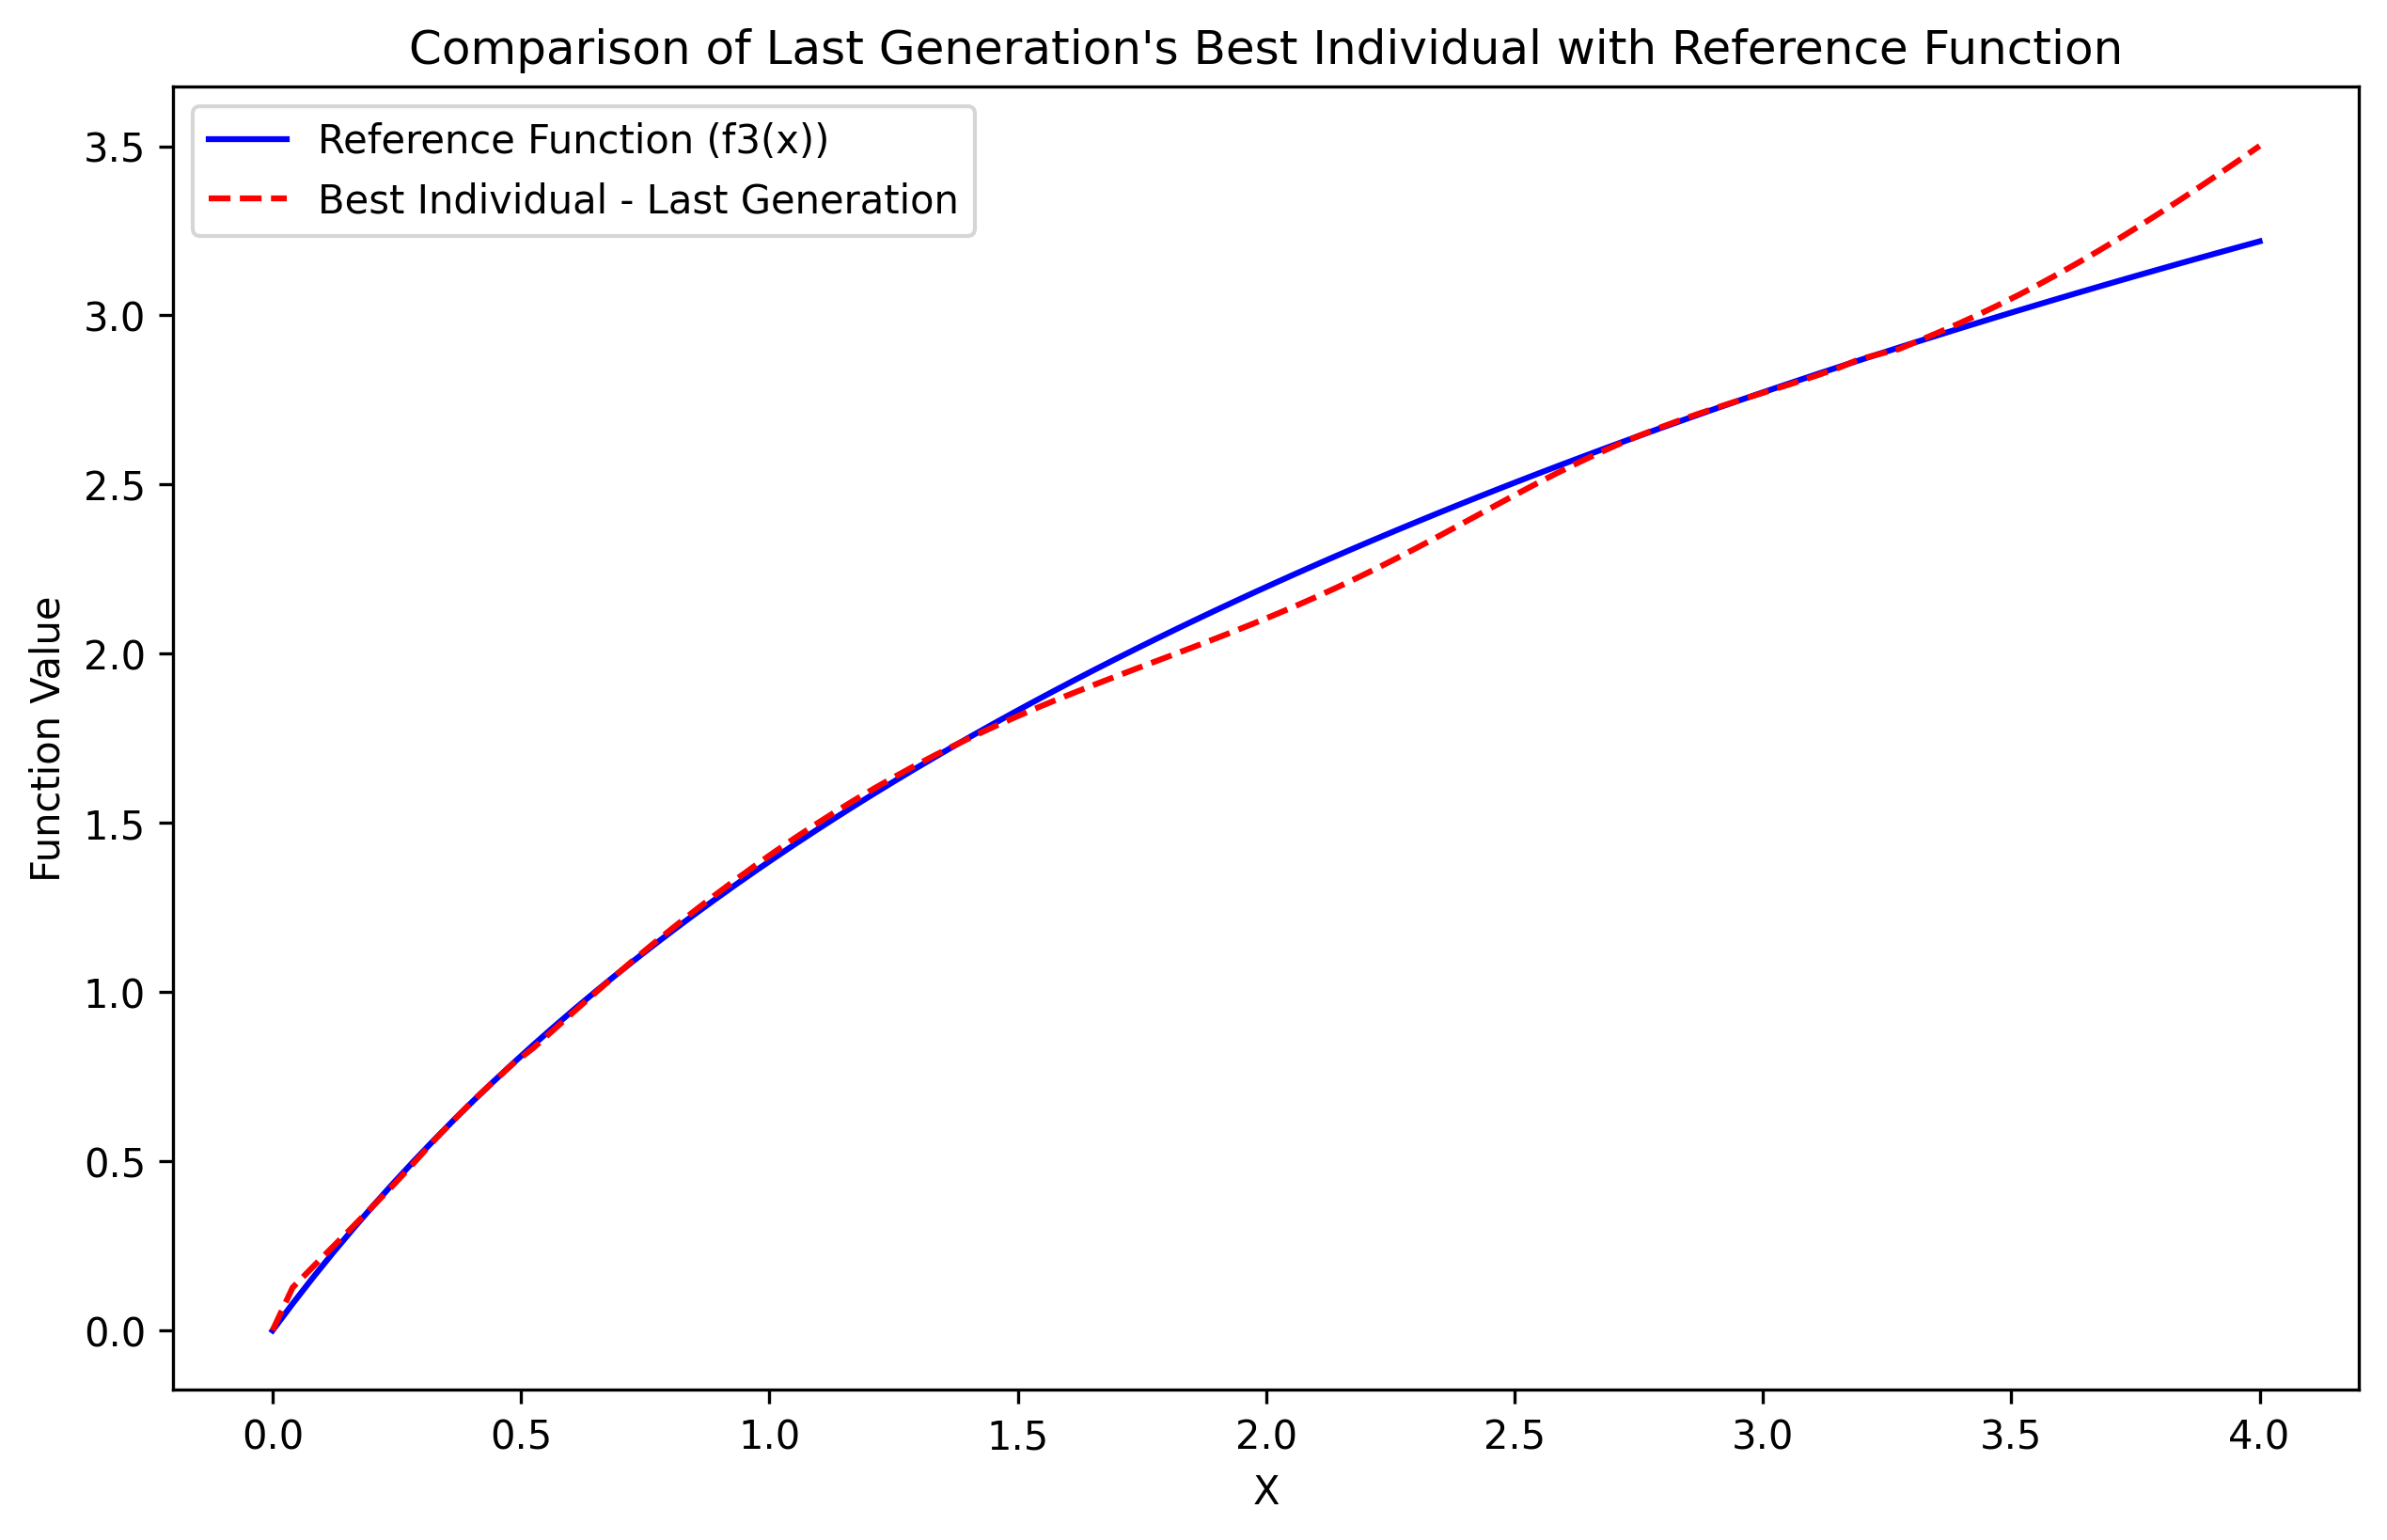 Comparison of Last Generation's Best Individual with Reference Function
Reference Function (f3(x))
Best Individual - Last Generation
3.5
3.0
2.5
2.0
1.5
1.0
0.5
0.0
Function Value
0.0 0.5 1.0 1.5 2.0 2.5 3.0 3.5 4.0
X